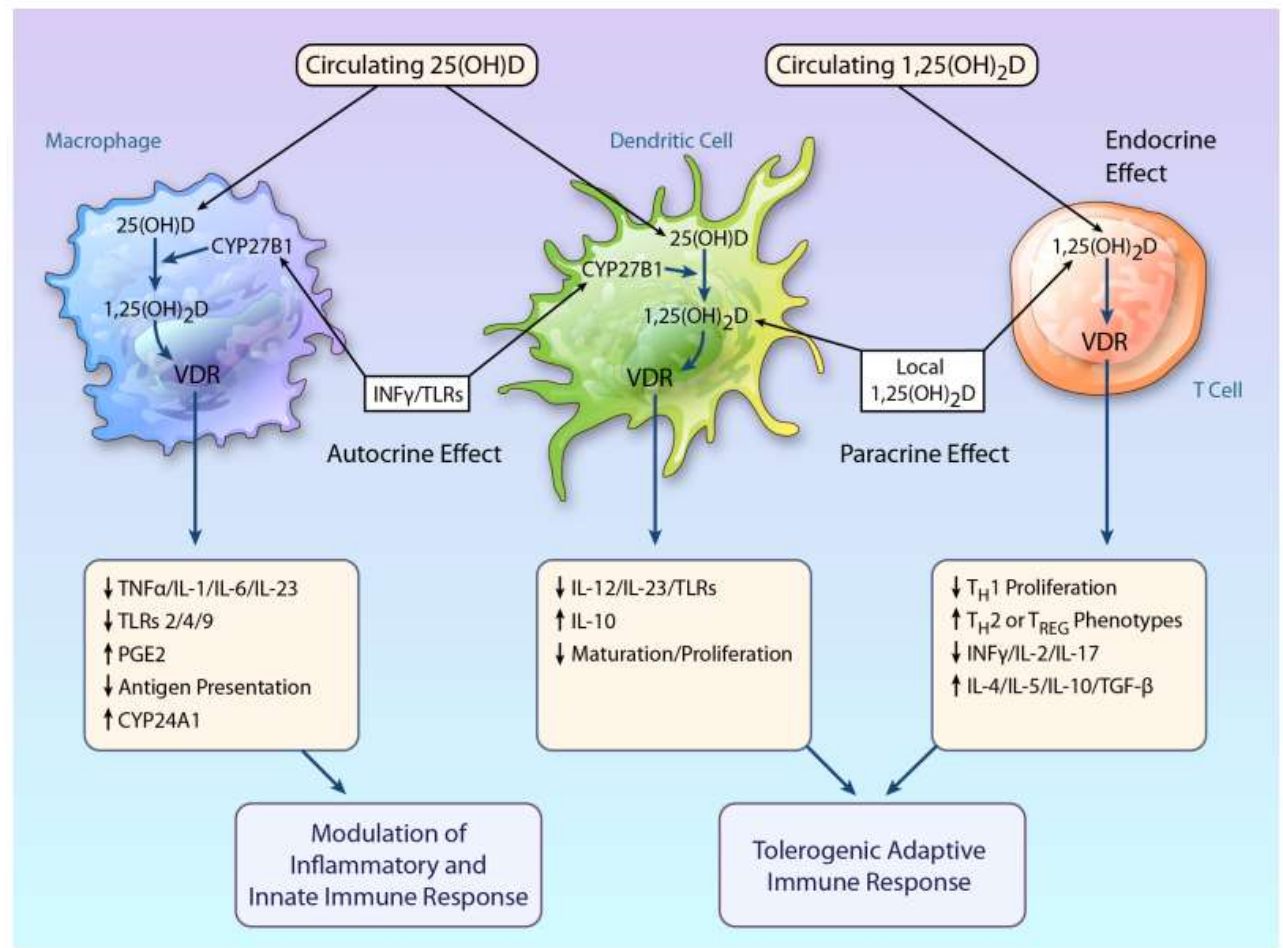 Circulating 25(OH)D
Circulating 1,25(OH)₂D
Macrophage
Dendritic Cell
Endocrine
Effect
25(OH)D
CYP27B1
1,25(OH)₂D
VDR
25(OH)D
CYP27B1
1,25(OH)₂D
VDR
1,25(OH)₂D
VDR
INFγ/TLRs
Local
1,25(OH)₂D
T Cell
Autocrine Effect
Paracrine Effect
↓ TNFα/IL-1/IL-6/IL-23
↓ TLRs 2/4/9
↑ PGE2
↓ Antigen Presentation
↑ CYP24A1
↓ IL-12/IL-23/TLRs
↑ IL-10
↓ Maturation/Proliferation
↓ T_H1 Proliferation
↑ T_H2 or T_REG Phenotypes
↓ INFγ/IL-2/IL-17
↑ IL-4/IL-5/IL-10/TGF-β
Modulation of
Inflammatory and
Innate Immune Response
Tolerogenic Adaptive
Immune Response